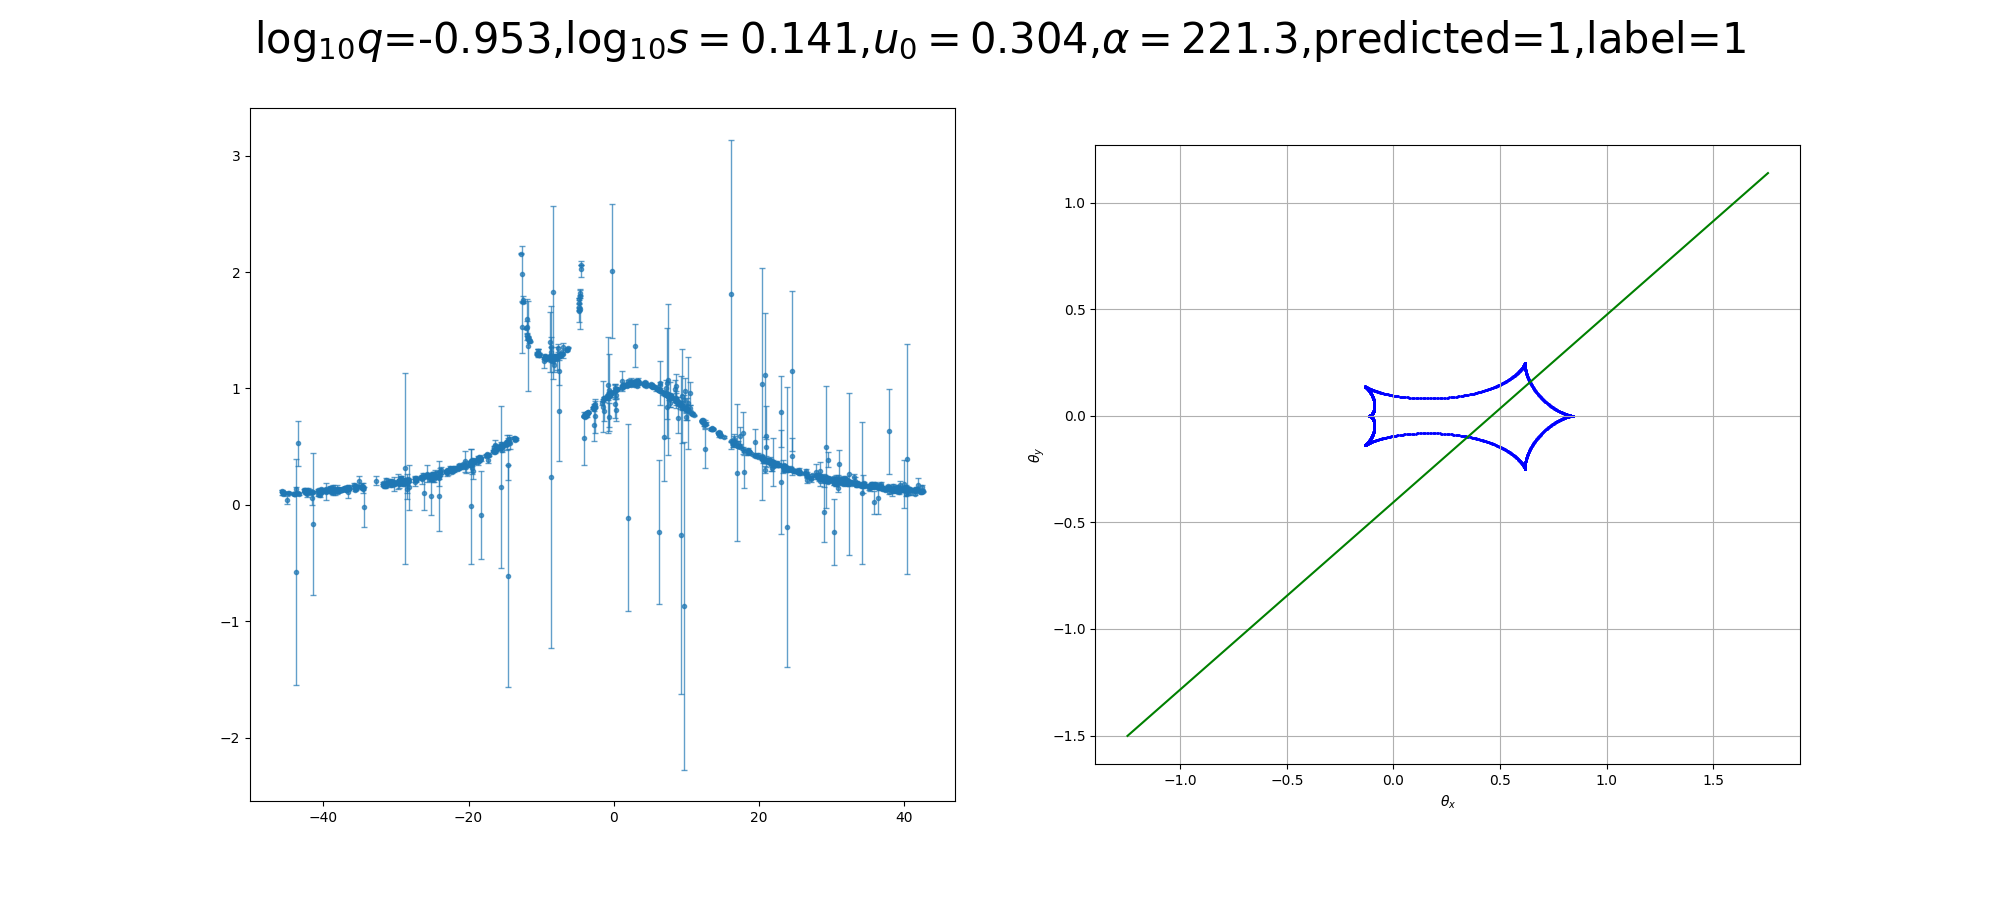 log₁₀q=-0.953,log₁₀s = 0.141,u₀ = 0.304,α = 221.3,predicted=1,label=1
3
2
1
0
−1
−2
−40 −20 0 20 40
1.0
0.5
0.0
−0.5
−1.0
−1.5
θy
−1.0 −0.5 0.0 0.5 1.0 1.5
θx